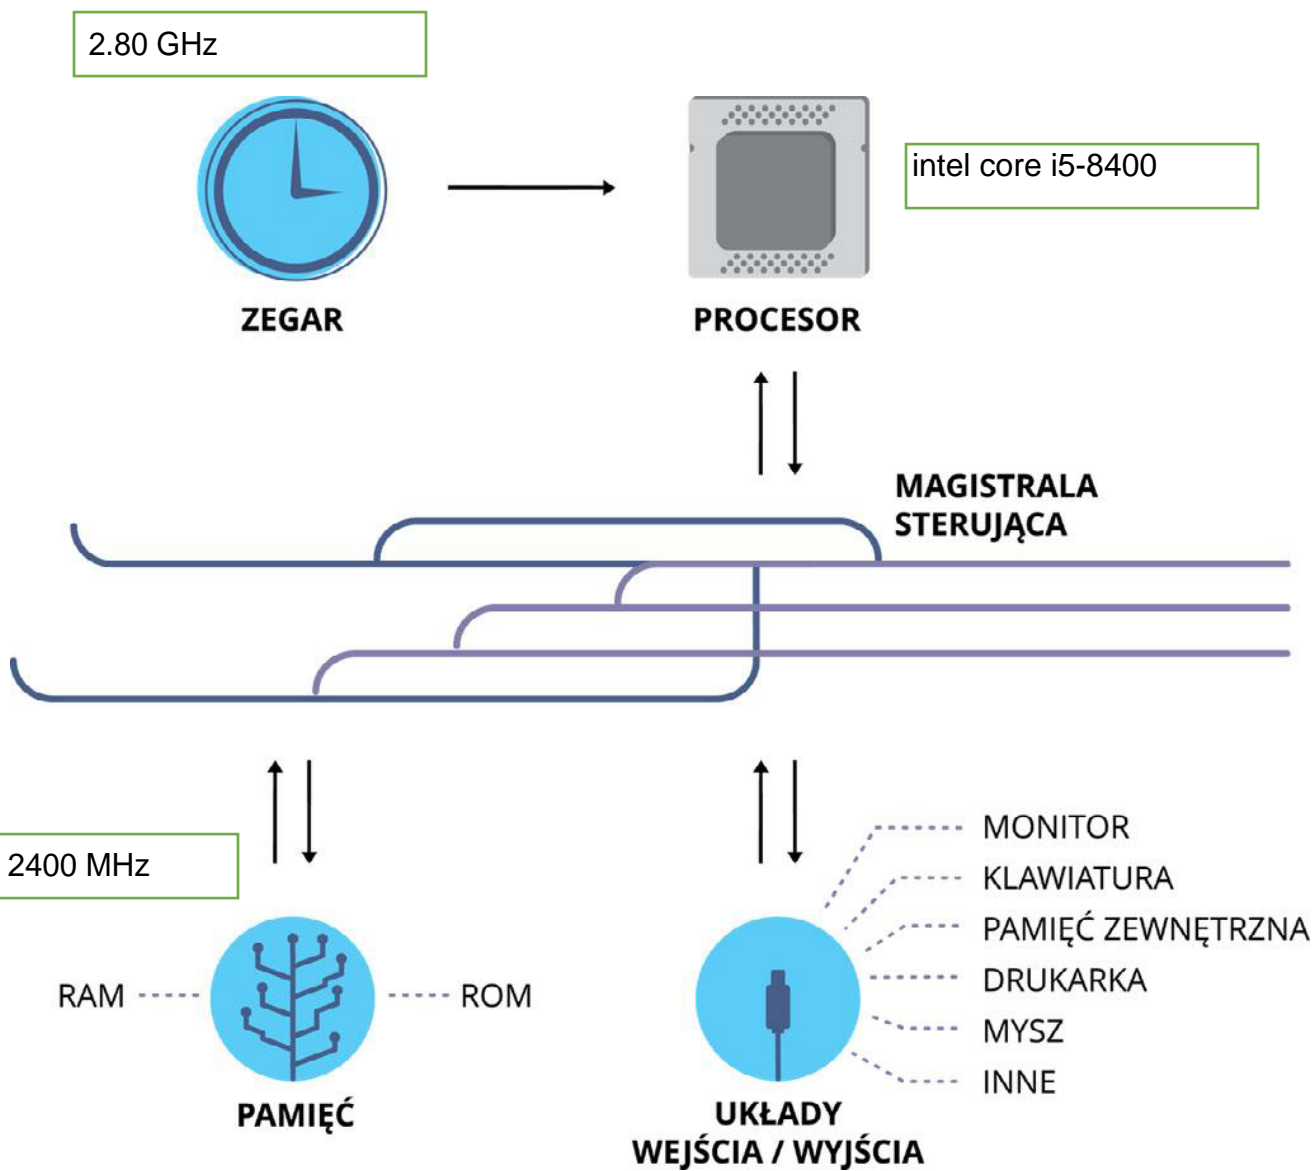 2.80 GHz
intel core i5-8400
ZEGAR
PROCESOR
MAGISTRALA
STERUJĄCA
2400 MHz
RAM
ROM
PAMIĘĆ
MONITOR
KLAWIATURA
PAMIĘĆ ZEWNĘTRZNA
DRUKARKA
MYSZ
INNE
UKŁADY
WEJŚCIA / WYJŚCIA